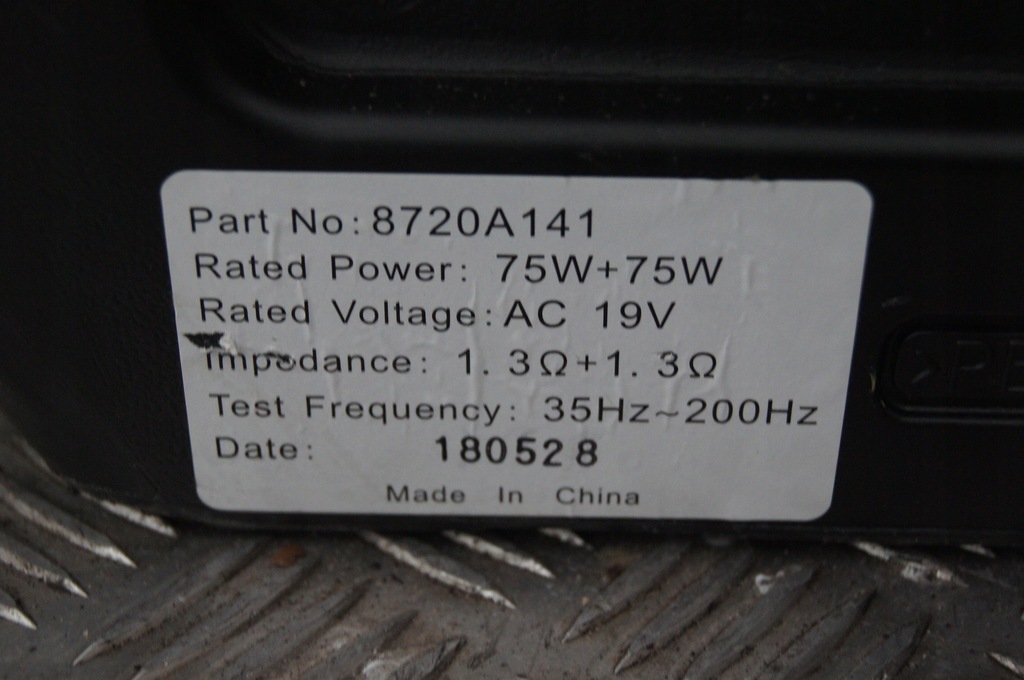 Part No: 8720A141
Rated Power: 75W+75W
Rated Voltage: AC 19V
Impedance: 1.3Ω+1.3Ω
Test Frequency: 35Hz~200Hz
Date: 180528
Made In China
>PE